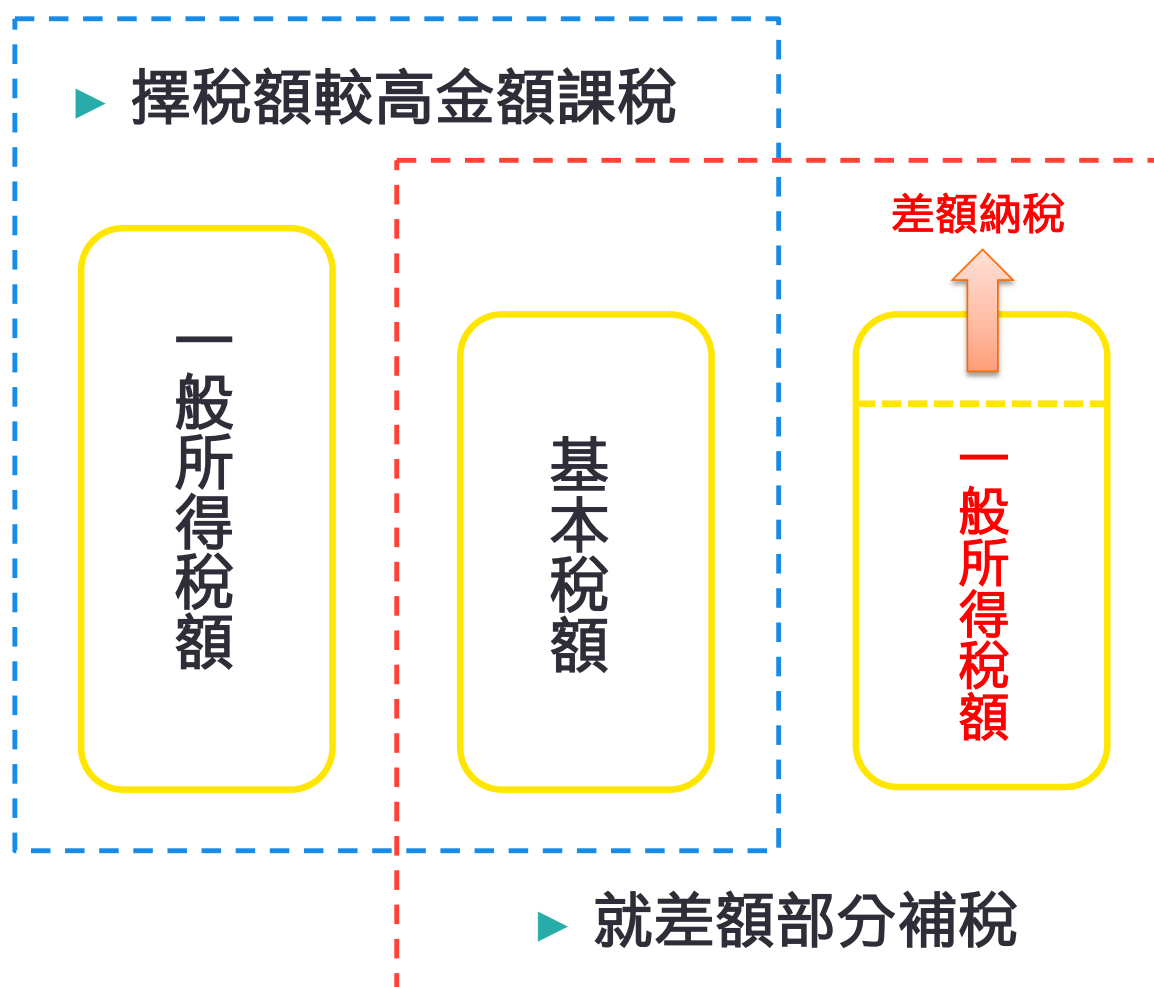 ► 擇稅額較高金額課稅
差額納稅
一般所得稅額
基本稅額
一般所得稅額
► 就差額部分補稅